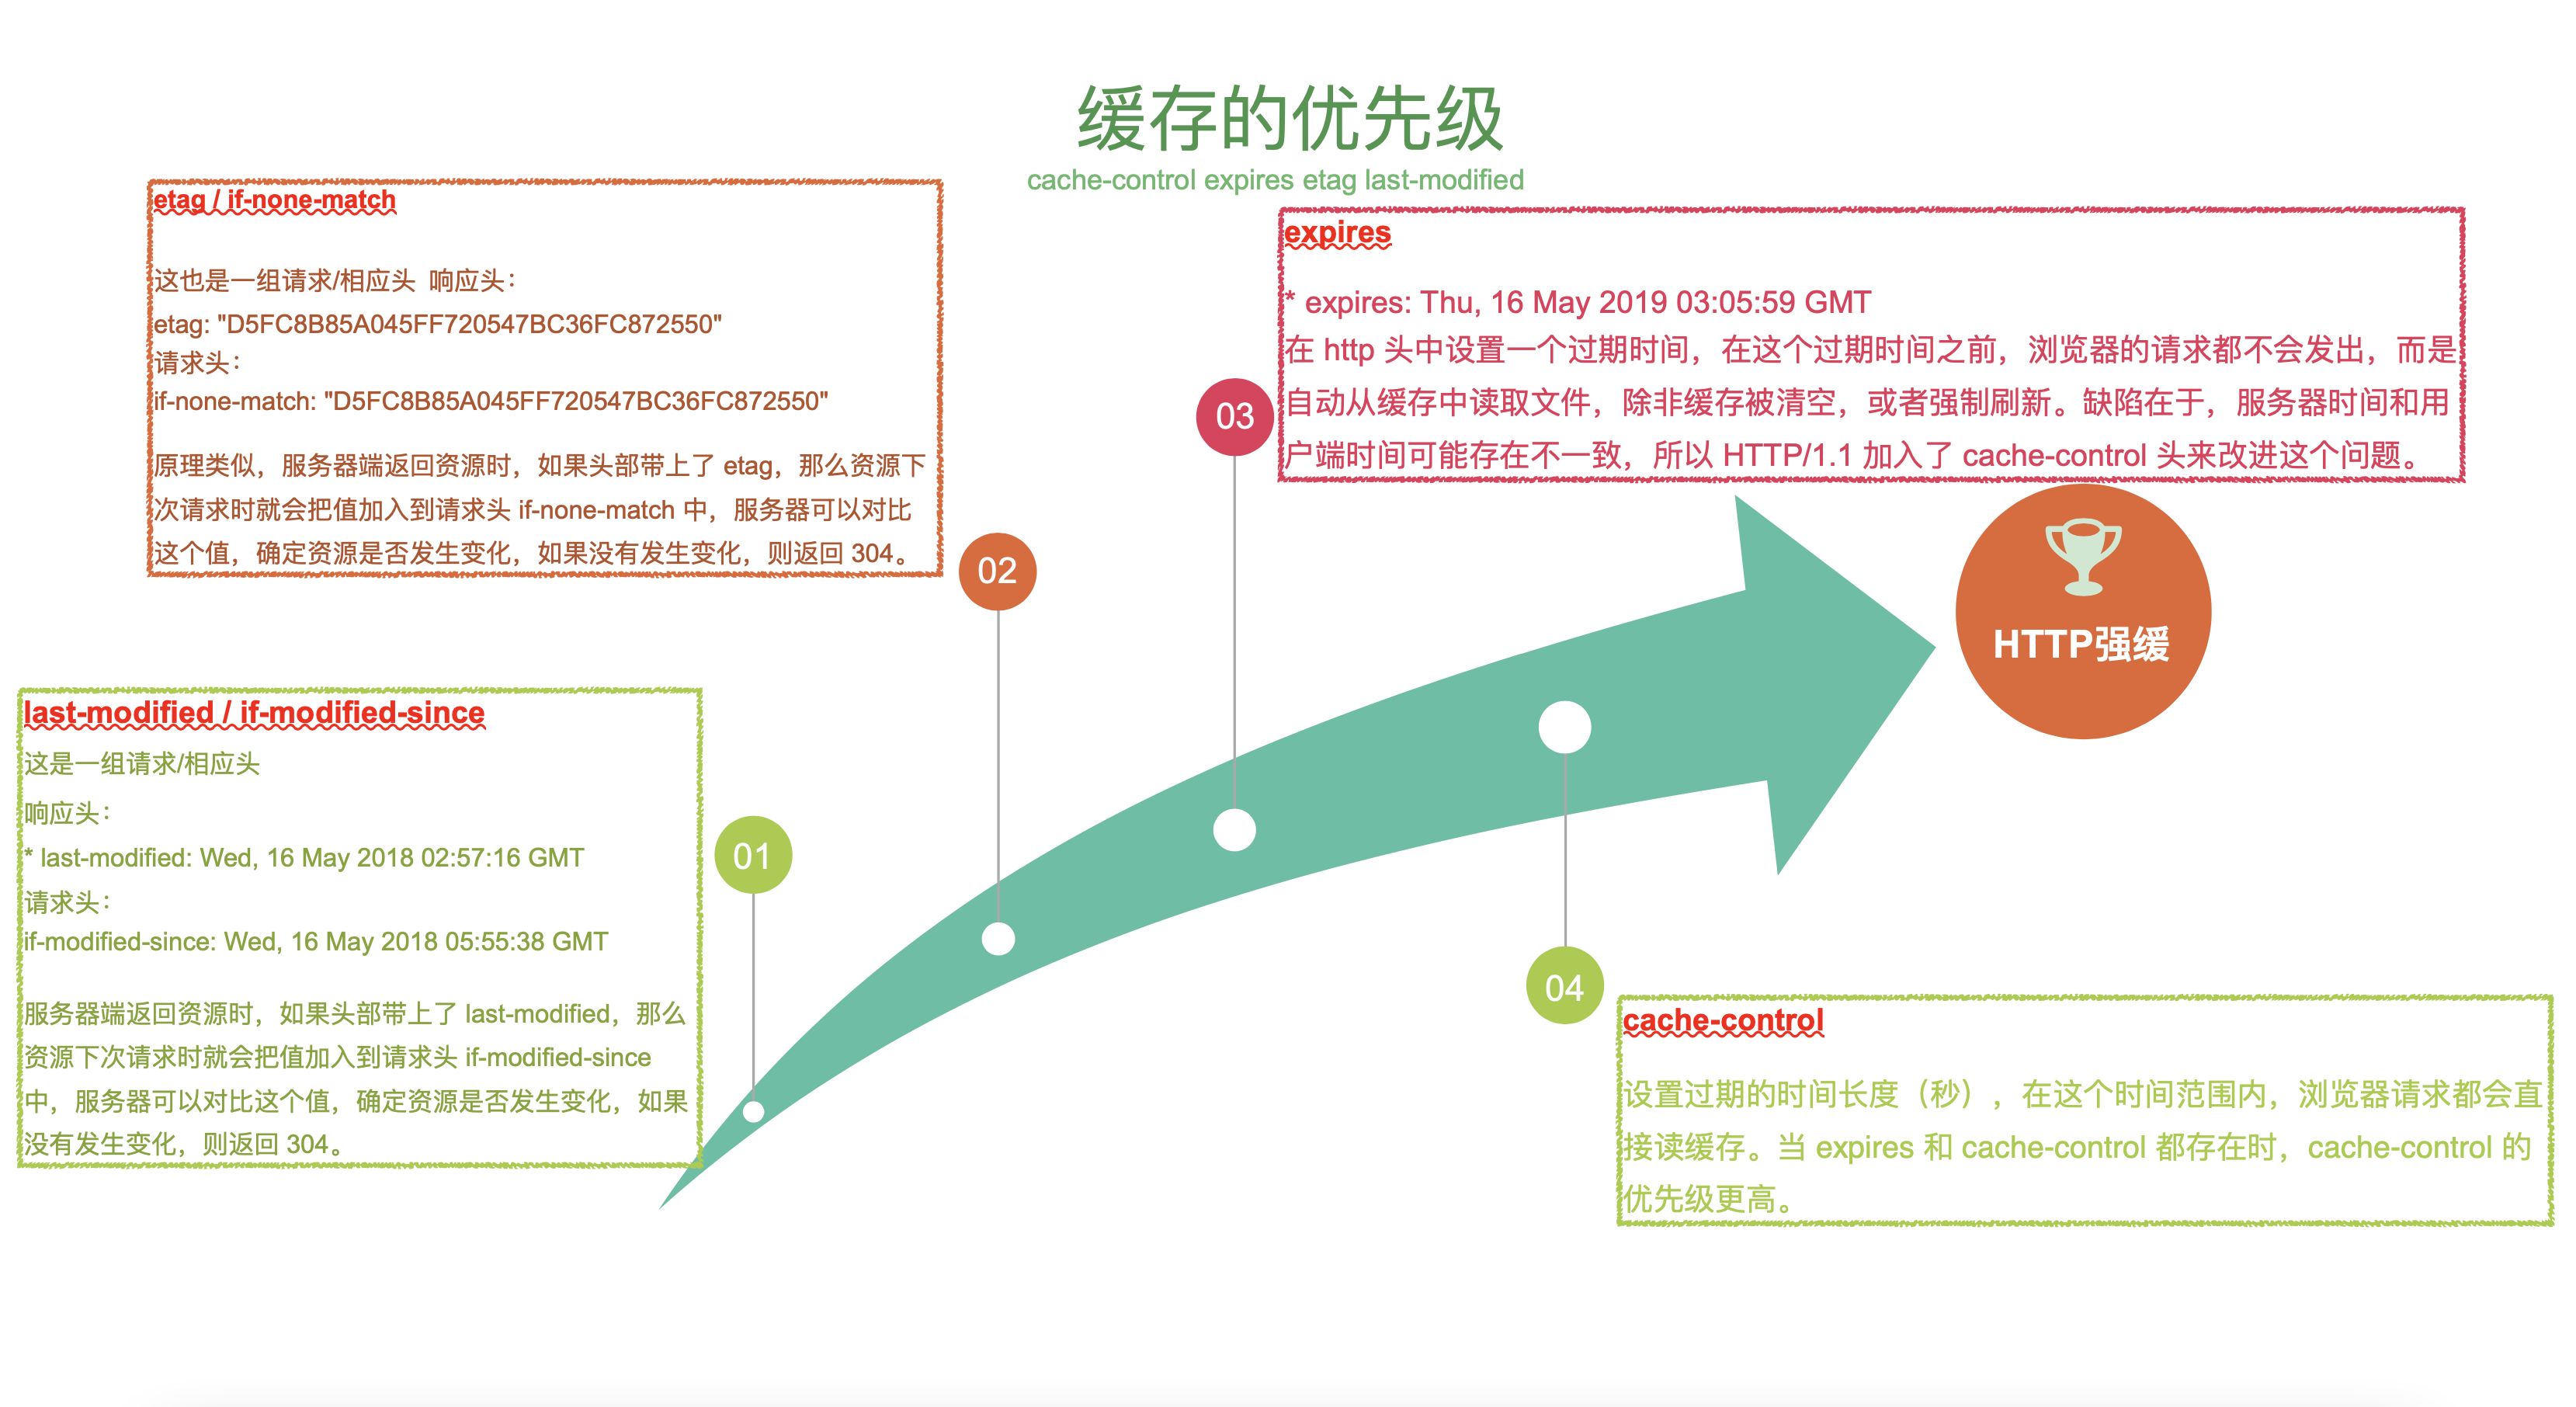 缓存的优先级
cache-control expires etag last-modified
etag / if-none-match
这也是一组请求/相应头 响应头：
etag: "D5FC8B85A045FF720547BC36FC872550"
请求头：
if-none-match: "D5FC8B85A045FF720547BC36FC872550"
原理类似，服务器端返回资源时，如果头部带上了 etag，那么资源下
次请求时就会把值加入到请求头 if-none-match 中，服务器可以对比
这个值，确定资源是否发生变化，如果没有发生变化，则返回 304。
02
expires
* expires: Thu, 16 May 2019 03:05:59 GMT
在 http 头中设置一个过期时间，在这个过期时间之前，浏览器的请求都不会发出，而是
自动从缓存中读取文件，除非缓存被清空，或者强制刷新。缺陷在于，服务器时间和用
户端时间可能存在不一致，所以 HTTP/1.1 加入了 cache-control 头来改进这个问题。
03
HTTP强缓
last-modified / if-modified-since
这是一组请求/相应头
响应头：
* last-modified: Wed, 16 May 2018 02:57:16 GMT
请求头：
if-modified-since: Wed, 16 May 2018 05:55:38 GMT
服务器端返回资源时，如果头部带上了 last-modified，那么
资源下次请求时就会把值加入到请求头 if-modified-since
中，服务器可以对比这个值，确定资源是否发生变化，如果
没有发生变化，则返回 304。
01
04
cache-control
设置过期的时间长度（秒），在这个时间范围内，浏览器请求都会直
接读缓存。当 expires 和 cache-control 都存在时，cache-control 的
优先级更高。